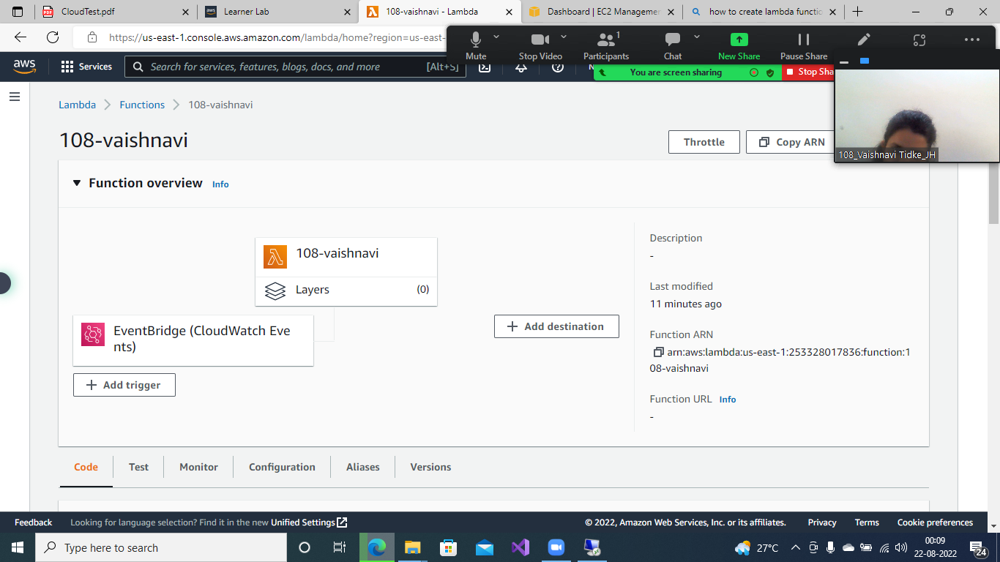 CloudTest.pdf
Learner Lab
108-vaishnavi - Lambda
Dashboard | EC2 Managemer
how to create lambda functio
https://us-east-1.console.aws.amazon.com/lambda/home?region=us-east-
Mute
Stop Video
1
Participants
Chat
New Share
Pause Share
aws
Services
Search for services, features, blogs, docs, and more
[Alt+S]
You are screen sharing
Stop Sha
Lambda
Functions
108-vaishnavi
108-vaishnavi
Throttle
Copy ARN
108_Vaishnavi Tidke_JH
Function overview
Info
108-vaishnavi
Layers
(0)
EventBridge (CloudWatch Eve
nts)
Add trigger
Add destination
Description
-
Last modified
11 minutes ago
Function ARN
arn:aws:lambda:us-east-1:253328017836:function:1
08-vaishnavi
Function URL Info
-
Code
Test
Monitor
Configuration
Aliases
Versions
Feedback
Looking for language selection? Find it in the new Unified Settings
© 2022, Amazon Web Services, Inc. or its affiliates.
Privacy
Terms
Cookie preferences
Type here to search
27°C
00:09
22-08-2022
24